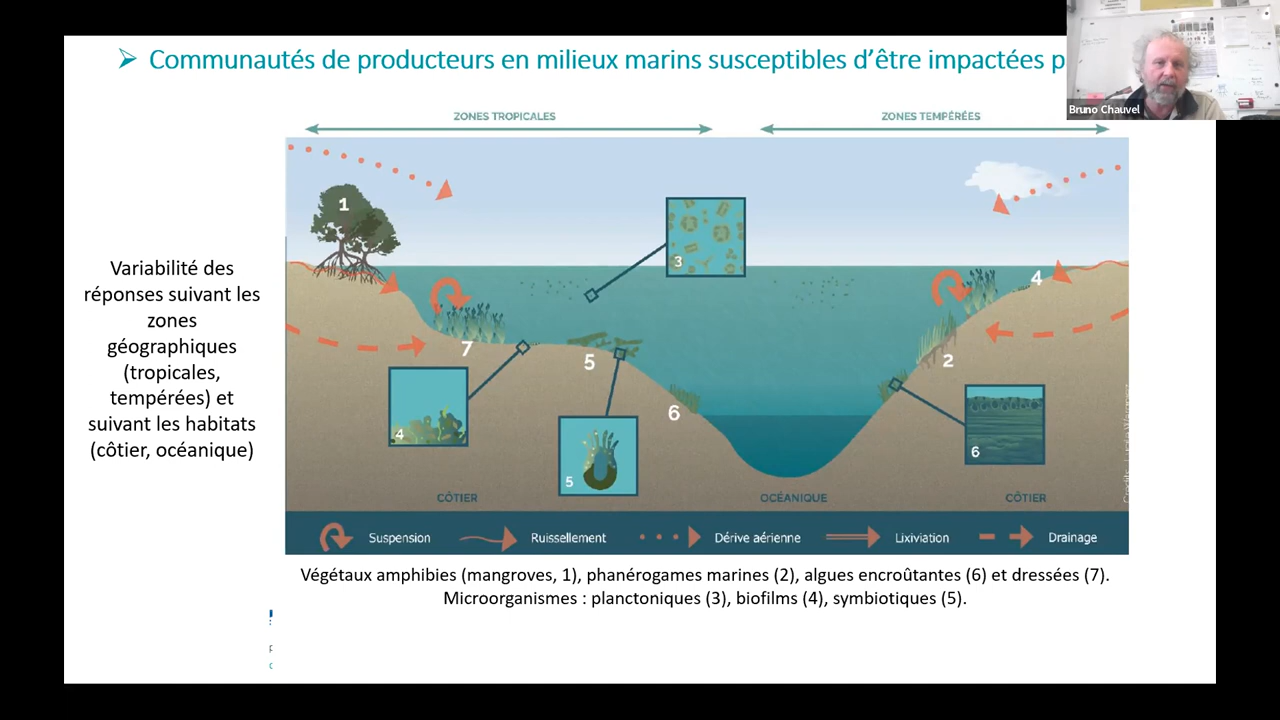 Communautés de producteurs en milieux marins susceptibles d'être impactées p
Bruno Chauvel
ZONES TROPICALES
ZONES TEMPÉRÉES
1
3
4
Variabilité des
réponses suivant les
zones
géographiques
(tropicales,
tempérées) et
suivant les habitats
(côtier, océanique)
7
5
2
6
4
5
6
CÔTIER
OCÉANIQUE
CÔTIER
Suspension
Ruissellement
Dérive aérienne
Lixiviation
Drainage
Végétaux amphibies (mangroves, 1), phanérogames marines (2), algues encroûtantes (6) et dressées (7).
Microorganismes : planctoniques (3), biofilms (4), symbiotiques (5).